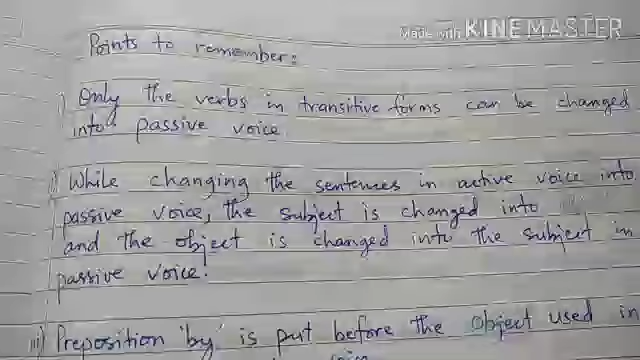 Made with KINEMASTER
Points to remember:
i) Only the verbs in transitive forms can be changed
into passive voice.
ii) While changing the sentences in active voice into
passive voice, the subject is changed into
and the object is changed into the subject in
passive voice.
iii) Preposition 'by' is put before the object used in